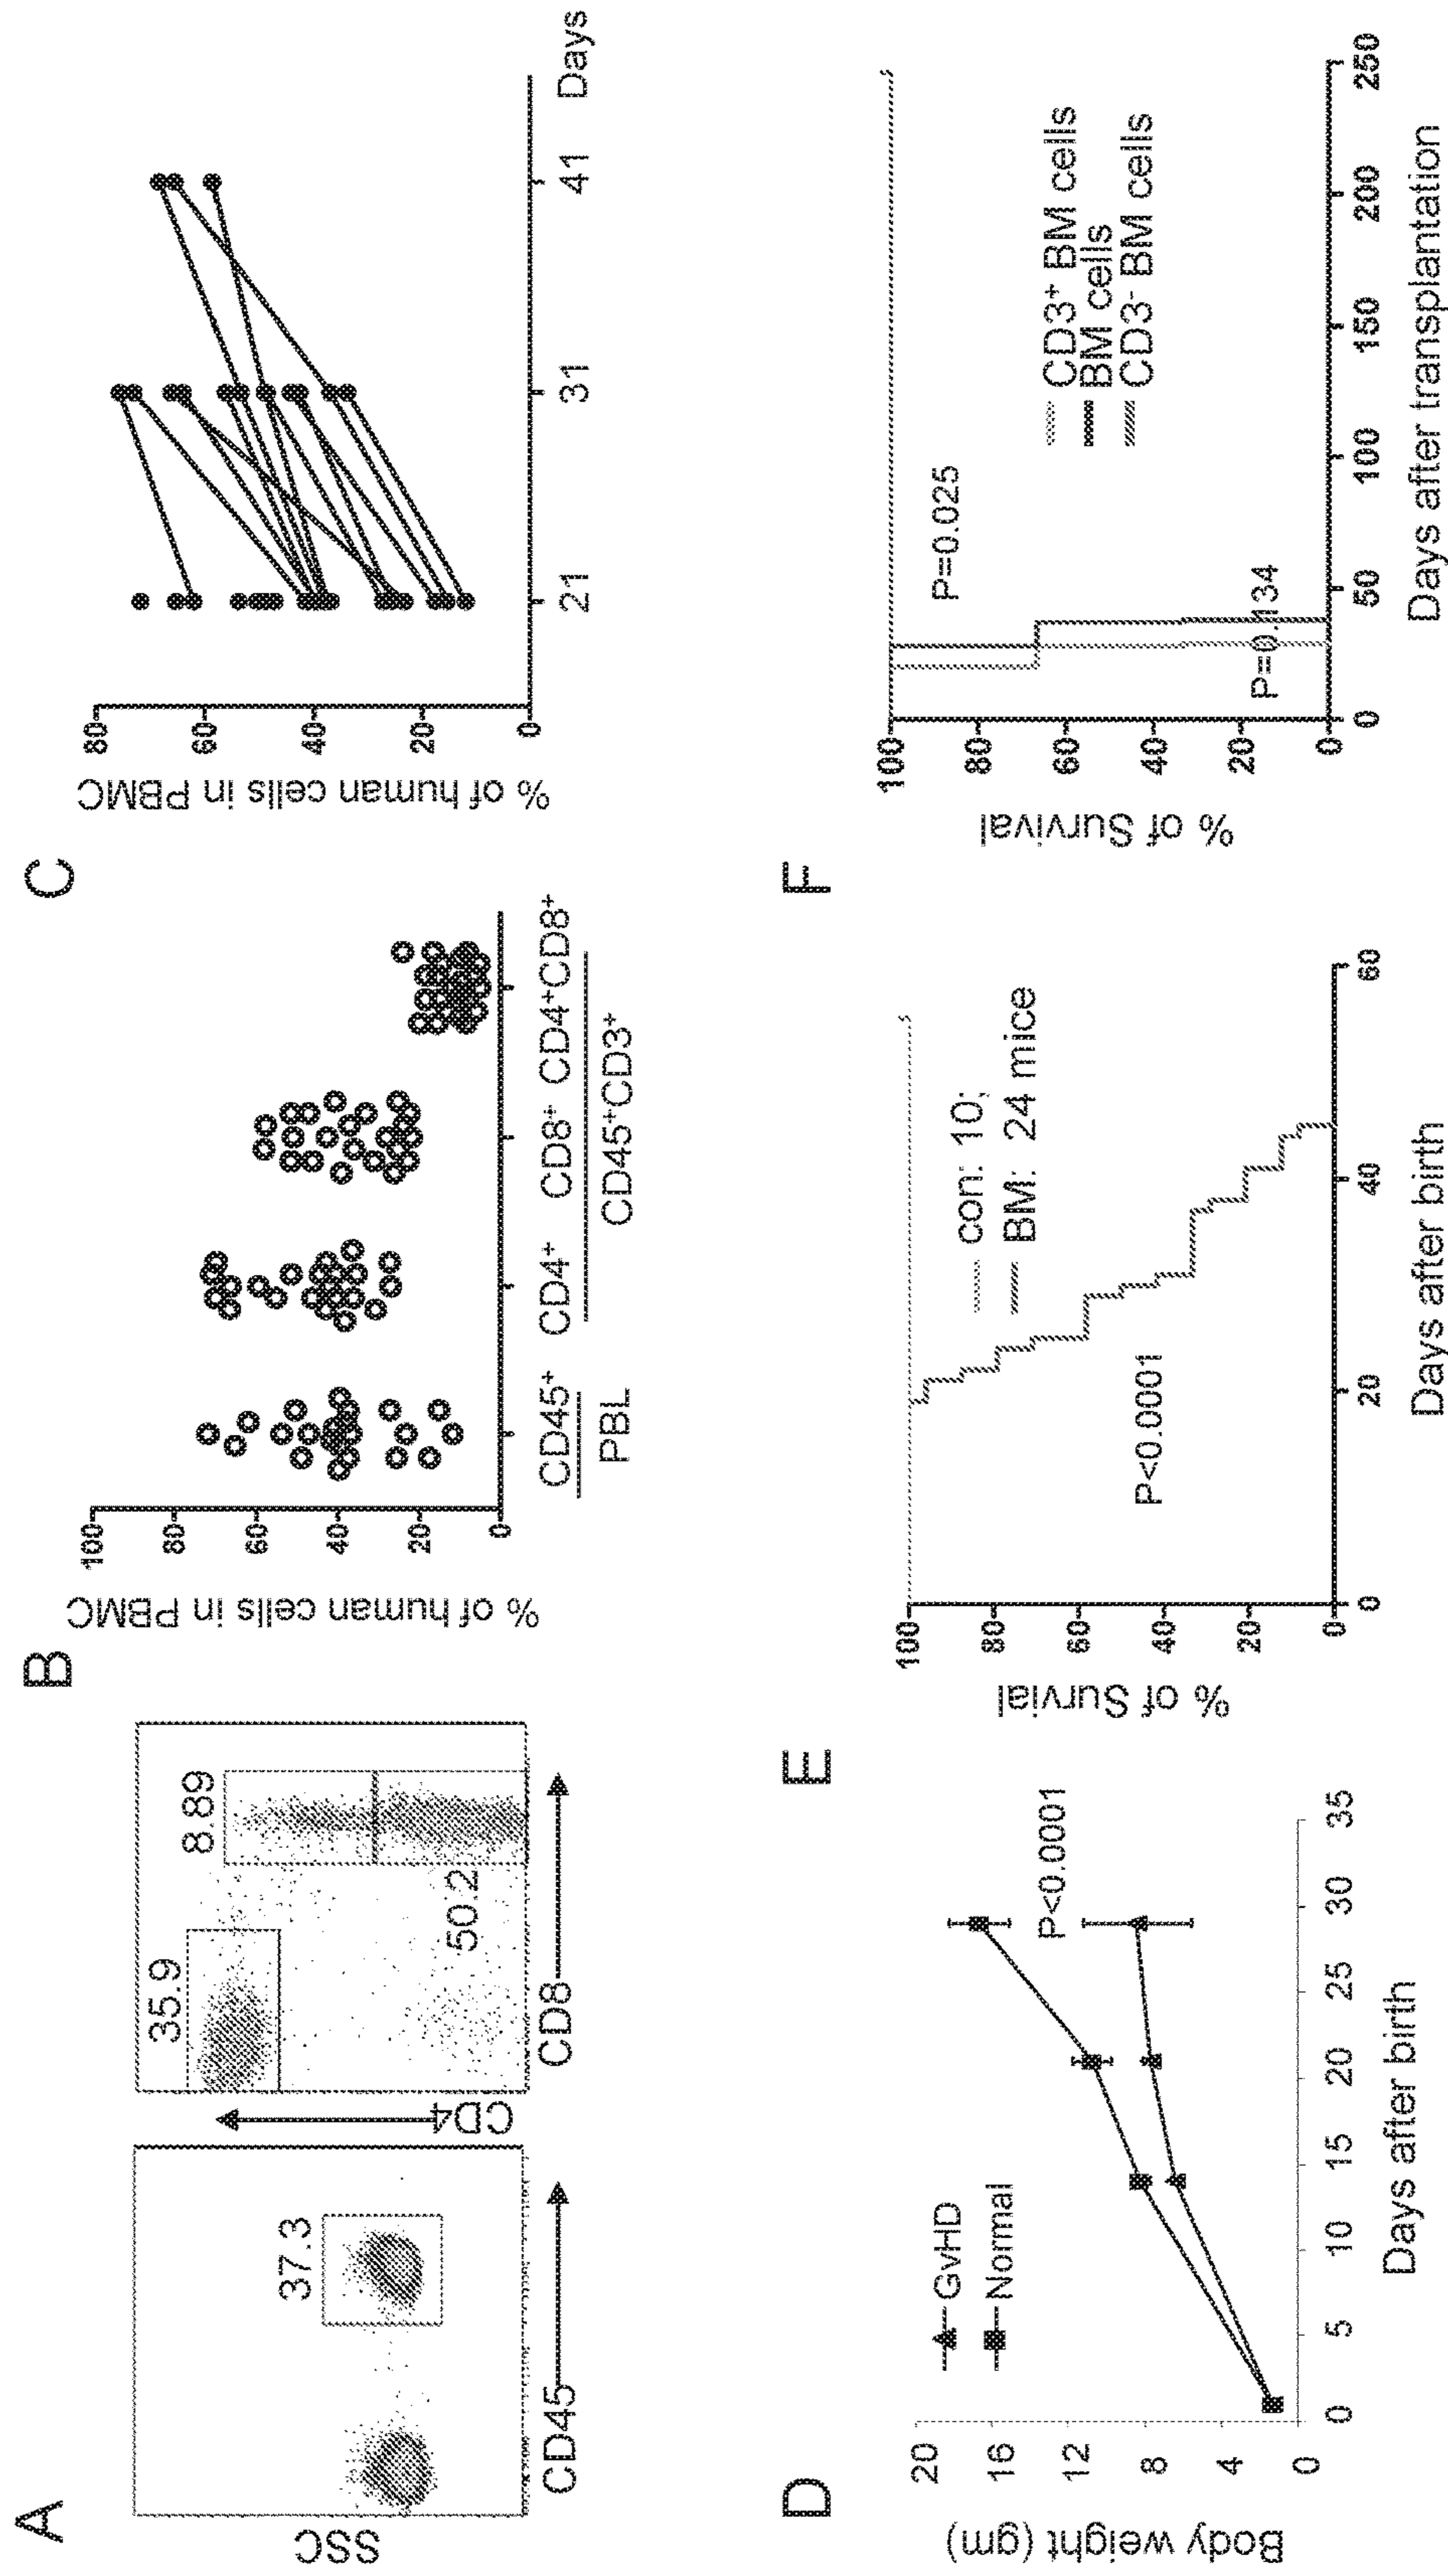 A
SSC
37.3
CD45
CD4
35.9
8.89
50.2
CD8
B
% of human cells in PBMC
100
80
60
40
20
0
CD45⁺ CD4⁺ CD8⁺ CD4⁺CD8⁺
PBL CD45⁺CD3⁺
C
% of human cells in PBMC
80
60
40
20
0
21 31 41 Days
D
Body weight (gm)
20
16
12
8
4
0
GvHD
Normal
P<0.0001
0 5 10 15 20 25 30 35
Days after birth
E
% of Survial
100
80
60
40
20
0
con: 10;
BM: 24 mice
P<0.0001
0 20 40 60
Days after birth
F
% of Survival
100
80
60
40
20
0
P=0.025
CD3⁺ BM cells
BM cells
CD3⁻ BM cells
P=0.134
0 50 100 150 200 250
Days after transplantation